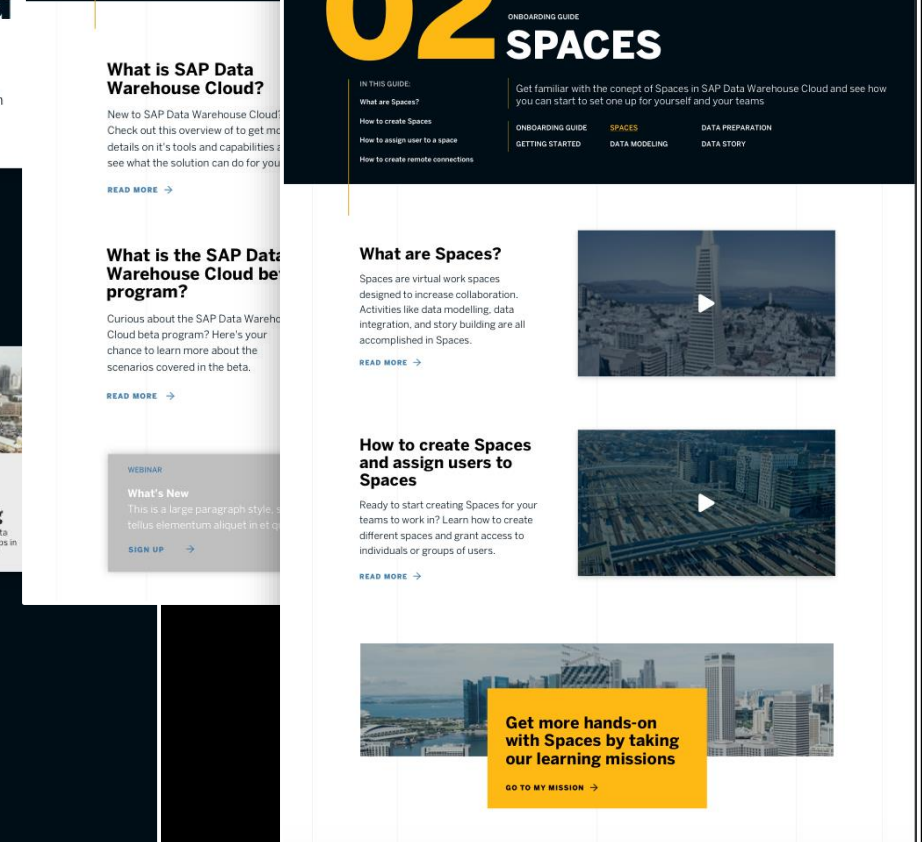 What is SAP Data
Warehouse Cloud?
New to SAP Data Warehouse Cloud?
Check out this overview of to get
details on it's tools and capabilities
see what the solution can do for you
READ MORE
What is the SAP Data
Warehouse Cloud
program?
Curious about the SAP Data
Cloud beta program? Here's your
chance to learn more about the
scenarios covered in the beta.
READ MORE
WEBINAR
What's New
This is a large paragraph style,
tellus elementum aliquet in et
SIGN UP
02
ONBOARDING GUIDE
SPACES
IN THIS GUIDE:
What are Spaces?
How to create Spaces
How to assign user to a space
How to create remote connections
Get familiar with the conept of Spaces in SAP Data Warehouse Cloud and see how
you can start to set one up for yourself and your teams
ONBOARDING GUIDE SPACES DATA PREPARATION
GETTING STARTED DATA MODELING DATA STORY
What are Spaces?
Spaces are virtual work spaces
designed to increase collaboration.
Activities like data modelling, data
integration, and story building are all
accomplished in Spaces.
READ MORE
How to create Spaces
and assign users to
Spaces
Ready to start creating Spaces for your
teams to work in? Learn how to create
different spaces and grant access to
individuals or groups of users.
READ MORE
Get more hands-on
with Spaces by taking
our learning missions
GO TO MY MISSION